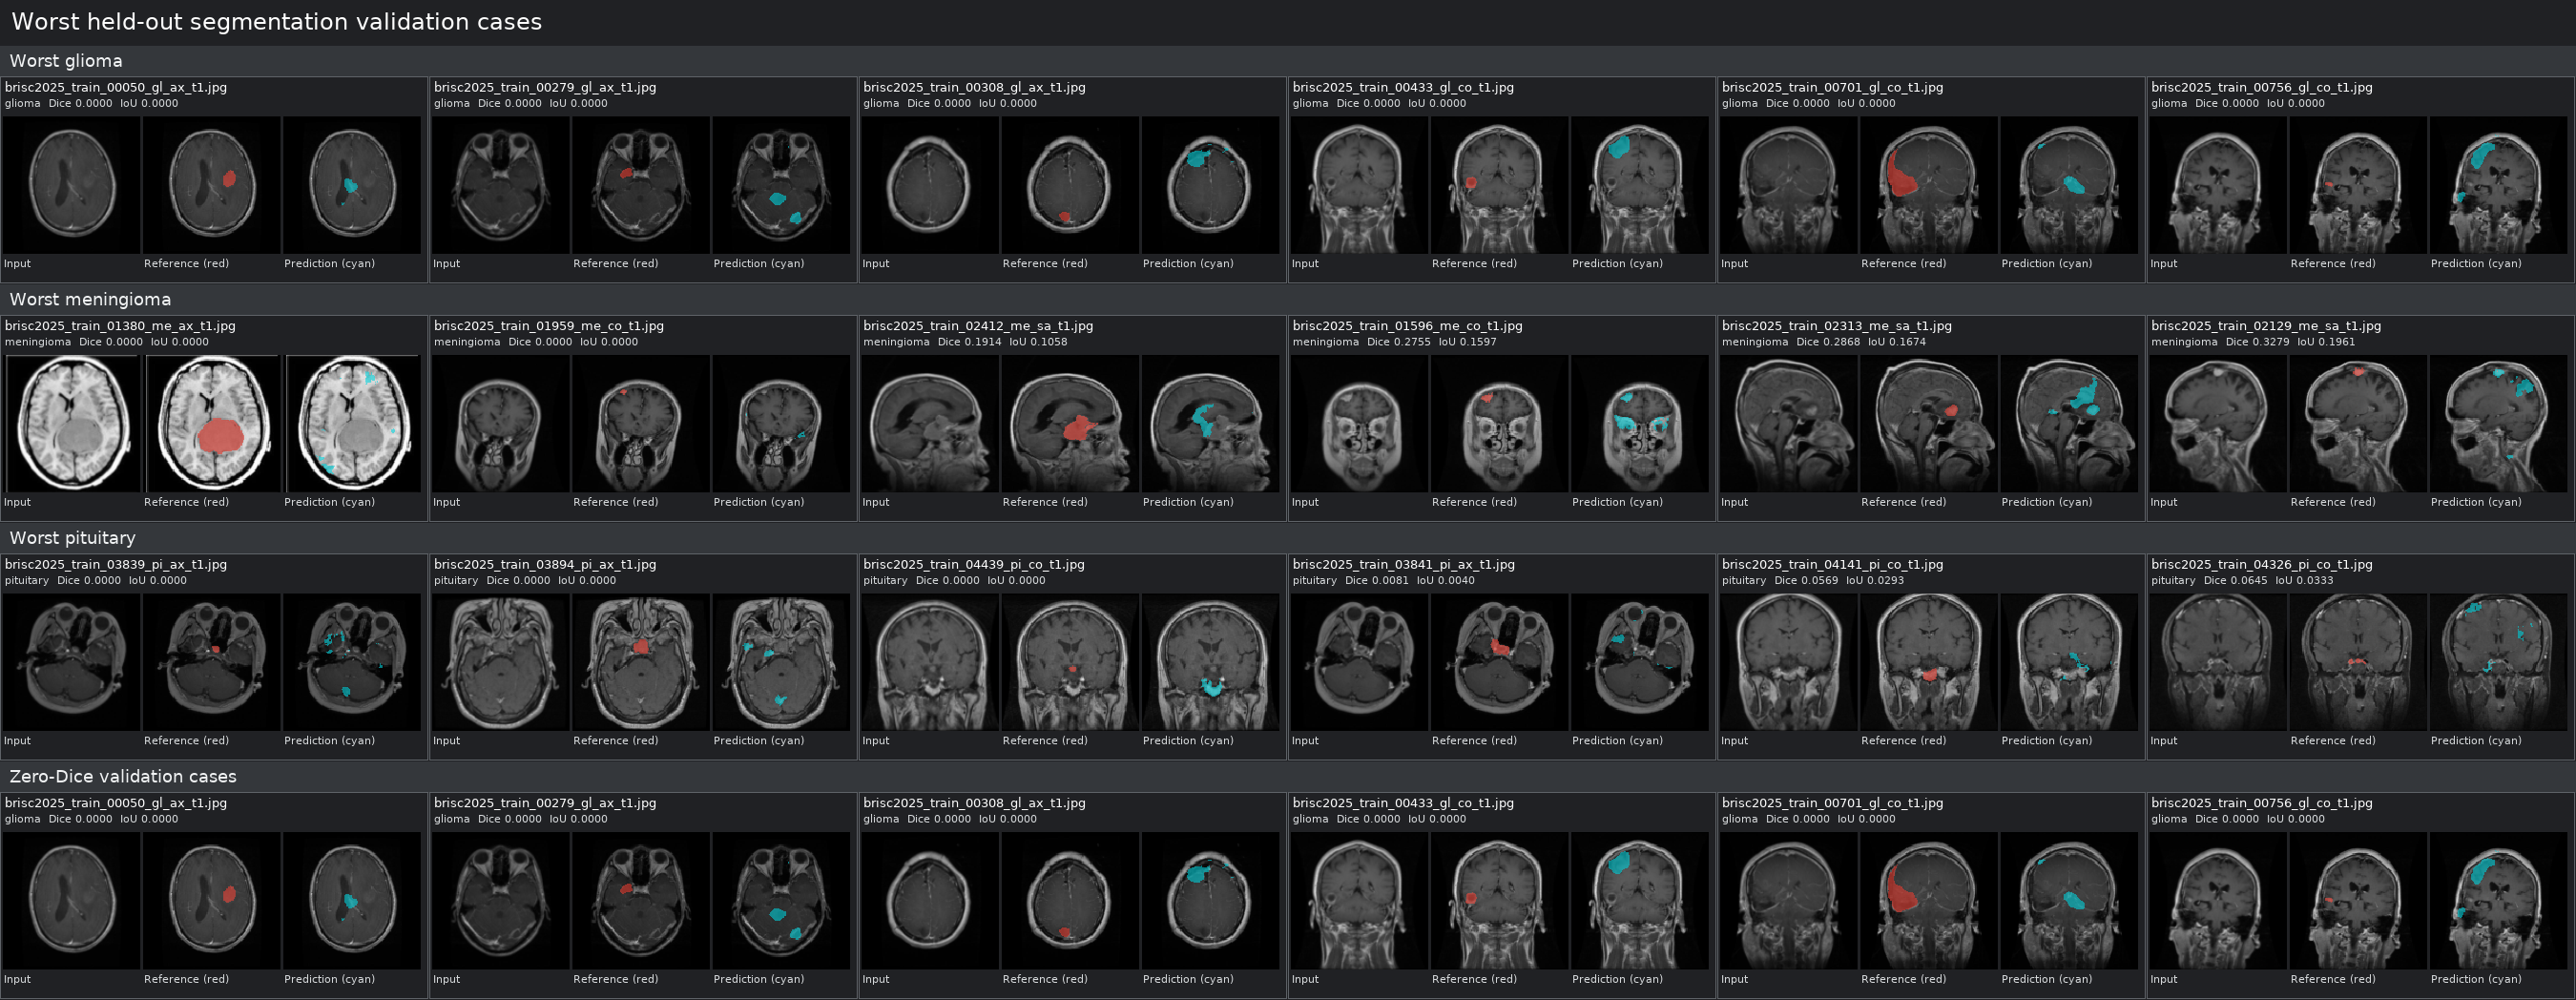 Worst held-out segmentation validation cases
Worst glioma
brisc2025_train_00050_gl_ax_t1.jpg
glioma Dice 0.0000 IoU 0.0000
Input Reference (red) Prediction (cyan)
brisc2025_train_00279_gl_ax_t1.jpg
glioma Dice 0.0000 IoU 0.0000
Input Reference (red) Prediction (cyan)
brisc2025_train_00308_gl_ax_t1.jpg
glioma Dice 0.0000 IoU 0.0000
Input Reference (red) Prediction (cyan)
brisc2025_train_00433_gl_co_t1.jpg
glioma Dice 0.0000 IoU 0.0000
Input Reference (red) Prediction (cyan)
brisc2025_train_00701_gl_co_t1.jpg
glioma Dice 0.0000 IoU 0.0000
Input Reference (red) Prediction (cyan)
brisc2025_train_00756_gl_co_t1.jpg
glioma Dice 0.0000 IoU 0.0000
Input Reference (red) Prediction (cyan)
Worst meningioma
brisc2025_train_01380_me_ax_t1.jpg
meningioma Dice 0.0000 IoU 0.0000
Input Reference (red) Prediction (cyan)
brisc2025_train_01959_me_co_t1.jpg
meningioma Dice 0.0000 IoU 0.0000
Input Reference (red) Prediction (cyan)
brisc2025_train_02412_me_sa_t1.jpg
meningioma Dice 0.1914 IoU 0.1058
Input Reference (red) Prediction (cyan)
brisc2025_train_01596_me_co_t1.jpg
meningioma Dice 0.2755 IoU 0.1597
Input Reference (red) Prediction (cyan)
brisc2025_train_02313_me_sa_t1.jpg
meningioma Dice 0.2868 IoU 0.1674
Input Reference (red) Prediction (cyan)
brisc2025_train_02129_me_sa_t1.jpg
meningioma Dice 0.3279 IoU 0.1961
Input Reference (red) Prediction (cyan)
Worst pituitary
brisc2025_train_03839_pi_ax_t1.jpg
pituitary Dice 0.0000 IoU 0.0000
Input Reference (red) Prediction (cyan)
brisc2025_train_03894_pi_ax_t1.jpg
pituitary Dice 0.0000 IoU 0.0000
Input Reference (red) Prediction (cyan)
brisc2025_train_04439_pi_co_t1.jpg
pituitary Dice 0.0000 IoU 0.0000
Input Reference (red) Prediction (cyan)
brisc2025_train_03841_pi_ax_t1.jpg
pituitary Dice 0.0081 IoU 0.0040
Input Reference (red) Prediction (cyan)
brisc2025_train_04141_pi_co_t1.jpg
pituitary Dice 0.0569 IoU 0.0293
Input Reference (red) Prediction (cyan)
brisc2025_train_04326_pi_co_t1.jpg
pituitary Dice 0.0645 IoU 0.0333
Input Reference (red) Prediction (cyan)
Zero-Dice validation cases
brisc2025_train_00050_gl_ax_t1.jpg
glioma Dice 0.0000 IoU 0.0000
Input Reference (red) Prediction (cyan)
brisc2025_train_00279_gl_ax_t1.jpg
glioma Dice 0.0000 IoU 0.0000
Input Reference (red) Prediction (cyan)
brisc2025_train_00308_gl_ax_t1.jpg
glioma Dice 0.0000 IoU 0.0000
Input Reference (red) Prediction (cyan)
brisc2025_train_00433_gl_co_t1.jpg
glioma Dice 0.0000 IoU 0.0000
Input Reference (red) Prediction (cyan)
brisc2025_train_00701_gl_co_t1.jpg
glioma Dice 0.0000 IoU 0.0000
Input Reference (red) Prediction (cyan)
brisc2025_train_00756_gl_co_t1.jpg
glioma Dice 0.0000 IoU 0.0000
Input Reference (red) Prediction (cyan)